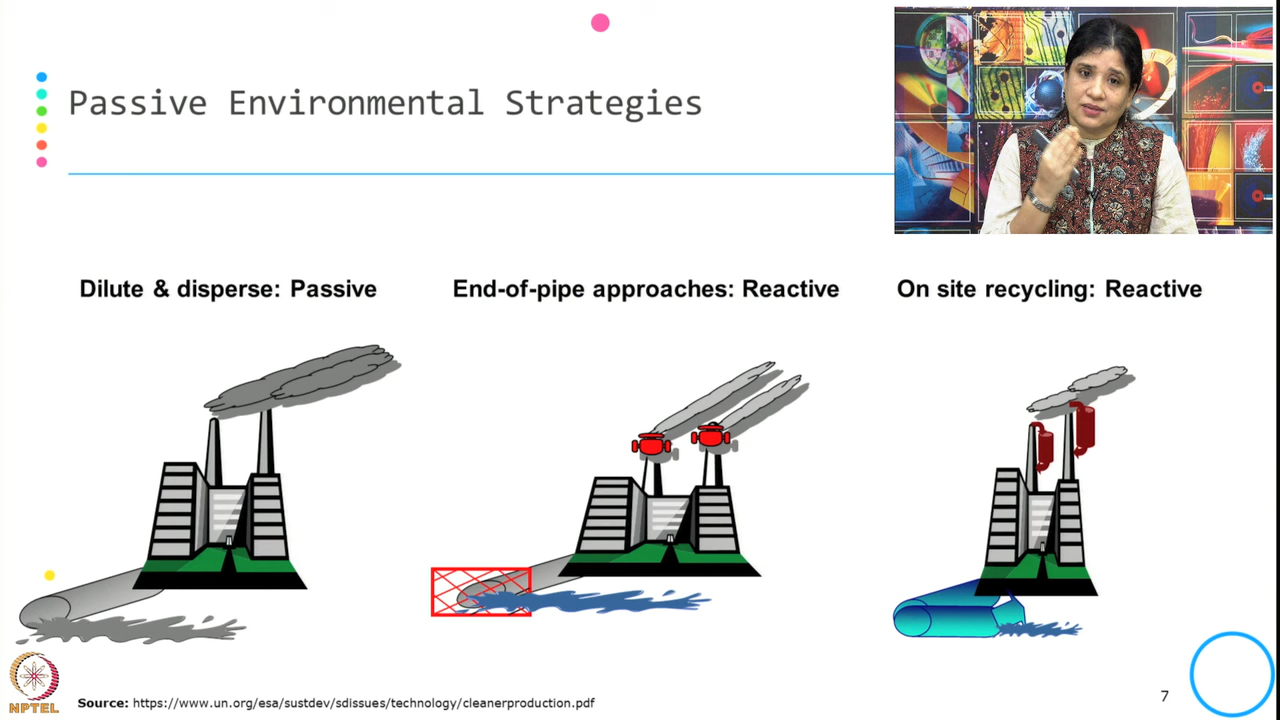 Passive Environmental Strategies
Dilute & disperse: Passive
End-of-pipe approaches: Reactive
On site recycling: Reactive
NPTEL
Source: https://www.un.org/esa/sustdev/sdissues/technology/cleanerproduction.pdf
7